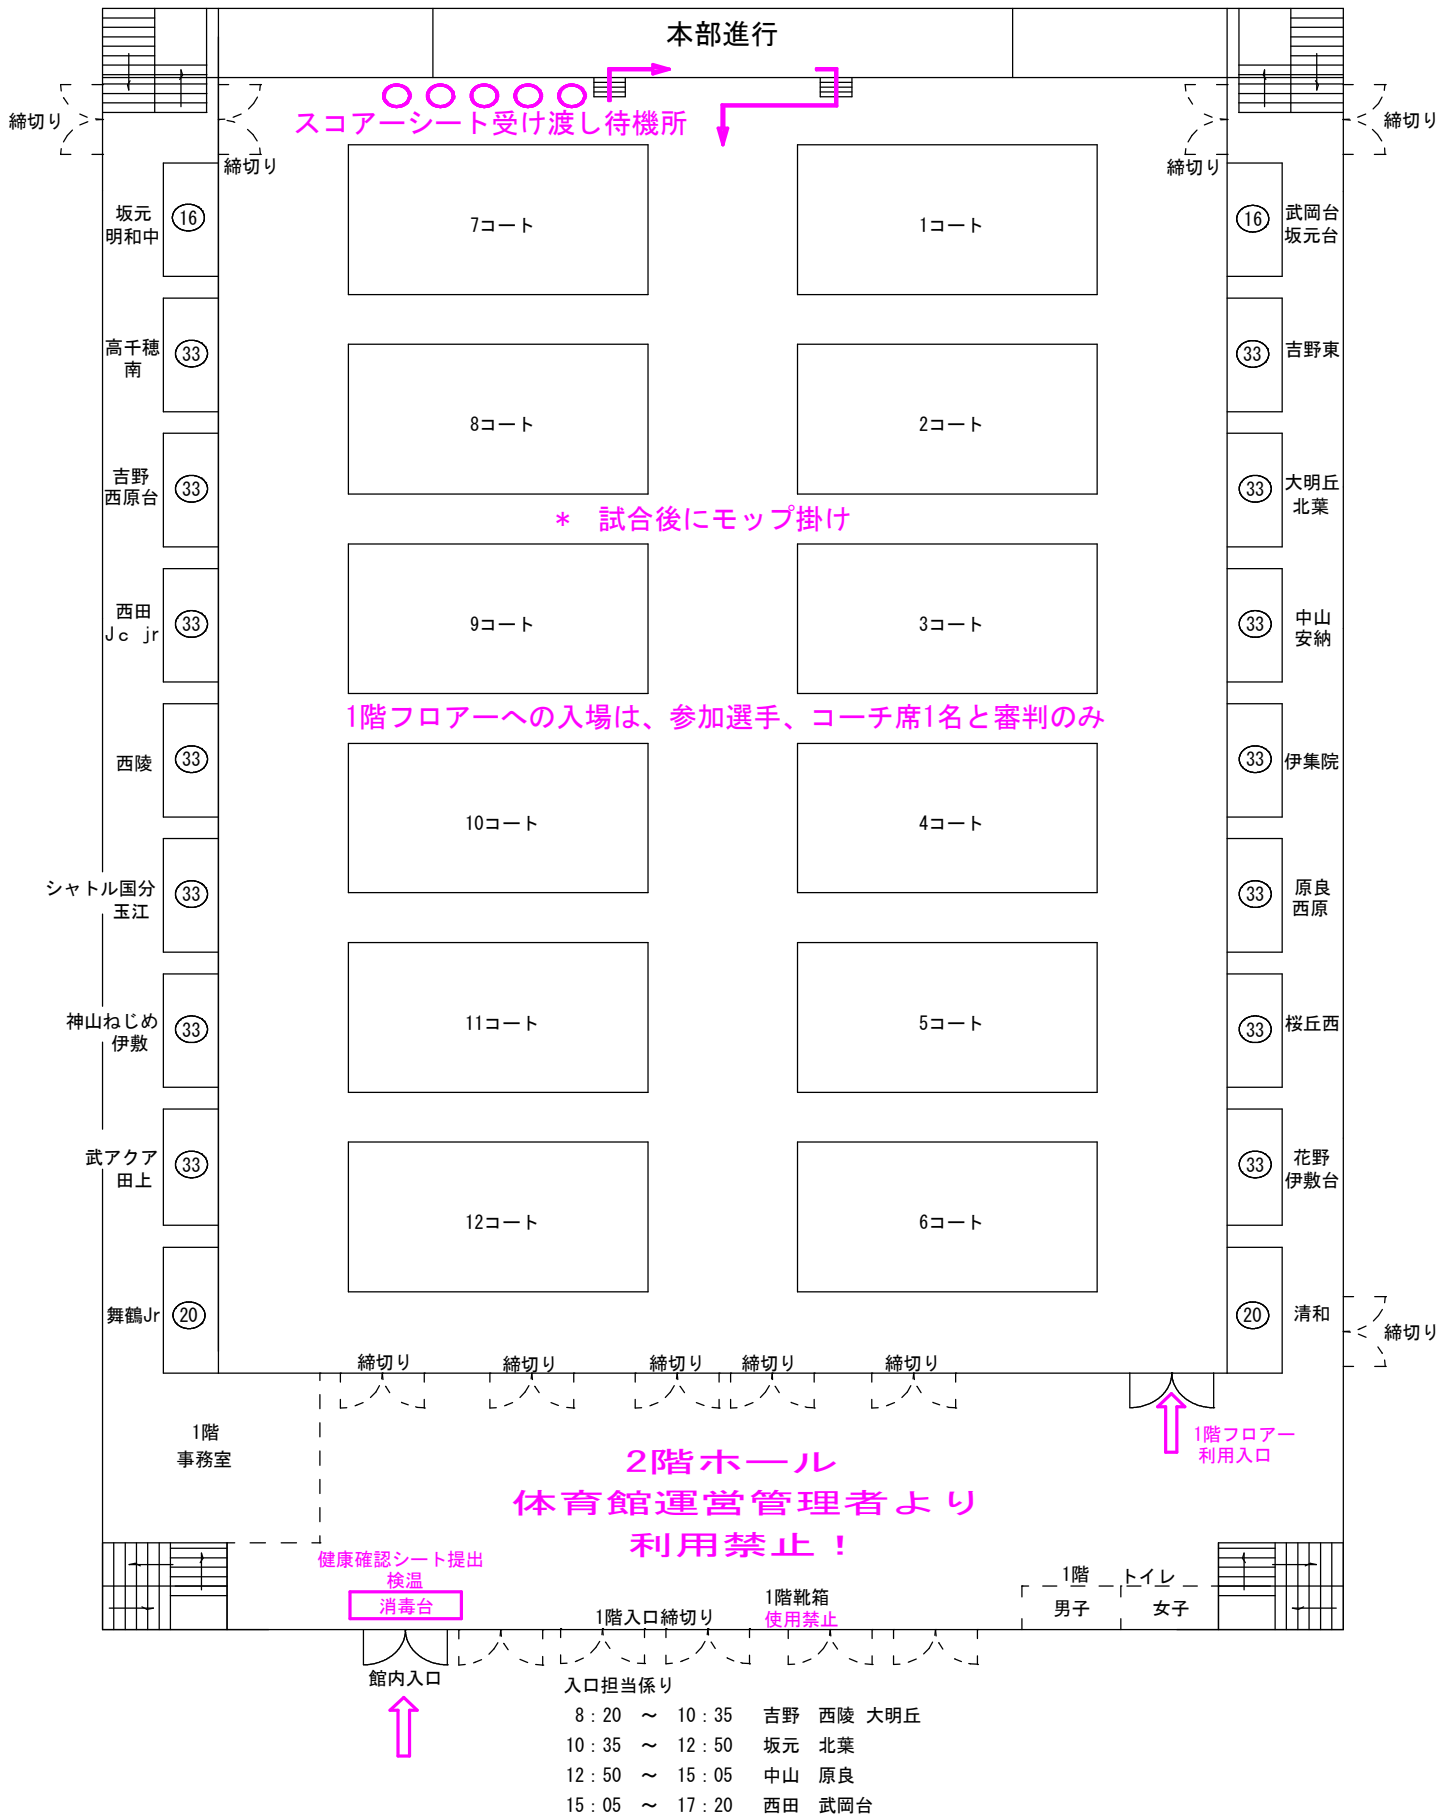 本部進行
スコアーシート受け渡し待機所
締切り
締切り
締切り
締切り
坂元
明和中
16
7コート
1コート
16
武岡台
坂元台
高千穂
南
33
8コート
2コート
33
吉野東
吉野
西原台
33
33
大明丘
北葉
* 試合後にモップ掛け
西田
Jc jr
33
9コート
3コート
33
中山
安納
1階フロアーへの入場は、参加選手、コーチ席1名と審判のみ
西陵
33
10コート
4コート
33
伊集院
シャトル国分
玉江
33
33
原良
西原
神山ねじめ
伊敷
33
11コート
5コート
33
桜丘西
武アクア
田上
33
12コート
6コート
33
花野
伊敷台
舞鶴Jr
20
20
清和
締切り
締切り
締切り
締切り
締切り
締切り
1階
事務室
1階フロアー
利用入口
2階ホール
体育館運営管理者より
利用禁止！
健康確認シート提出
検温
消毒台
1階入口締切り
1階靴箱
使用禁止
1階 トイレ
男子 女子
館内入口
入口担当係り
8:20 ～ 10:35 吉野 西陵 大明丘
10:35 ～ 12:50 坂元 北葉
12:50 ～ 15:05 中山 原良
15:05 ～ 17:20 西田 武岡台